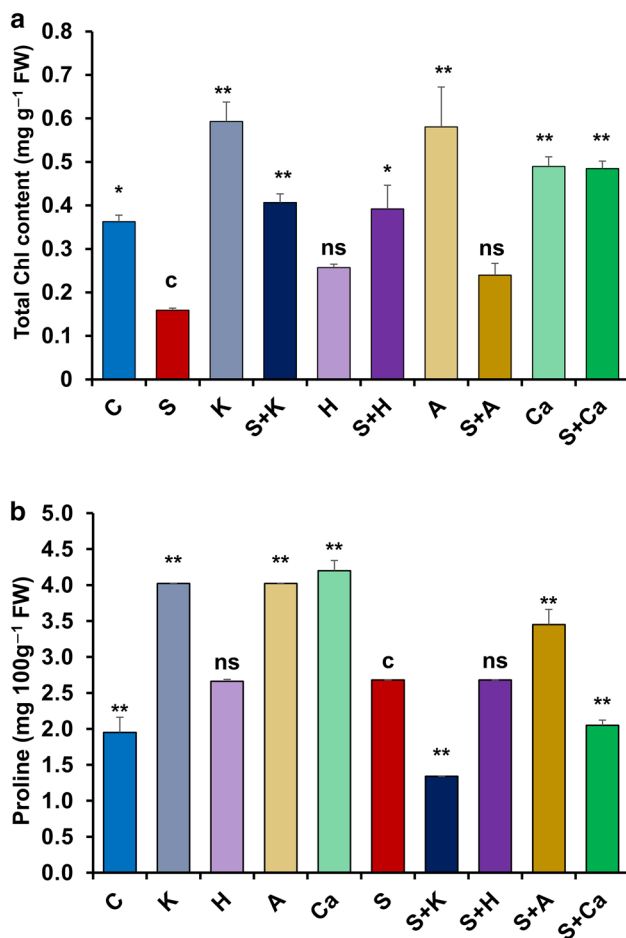 a
Total Chl content (mg g⁻¹ FW)
0.8
0.7
0.6
0.5
0.4
0.3
0.2
0.1
0
* c ** ** ns * ** ns ** **
C S K S+K H S+H A S+A Ca S+Ca
b
Proline (mg 100g⁻¹ FW)
5.0
4.5
4.0
3.5
3.0
2.5
2.0
1.5
1.0
0.5
0.0
** ** ns ** ** c ** ns ** **
C K H A Ca S S+K S+H S+A S+Ca